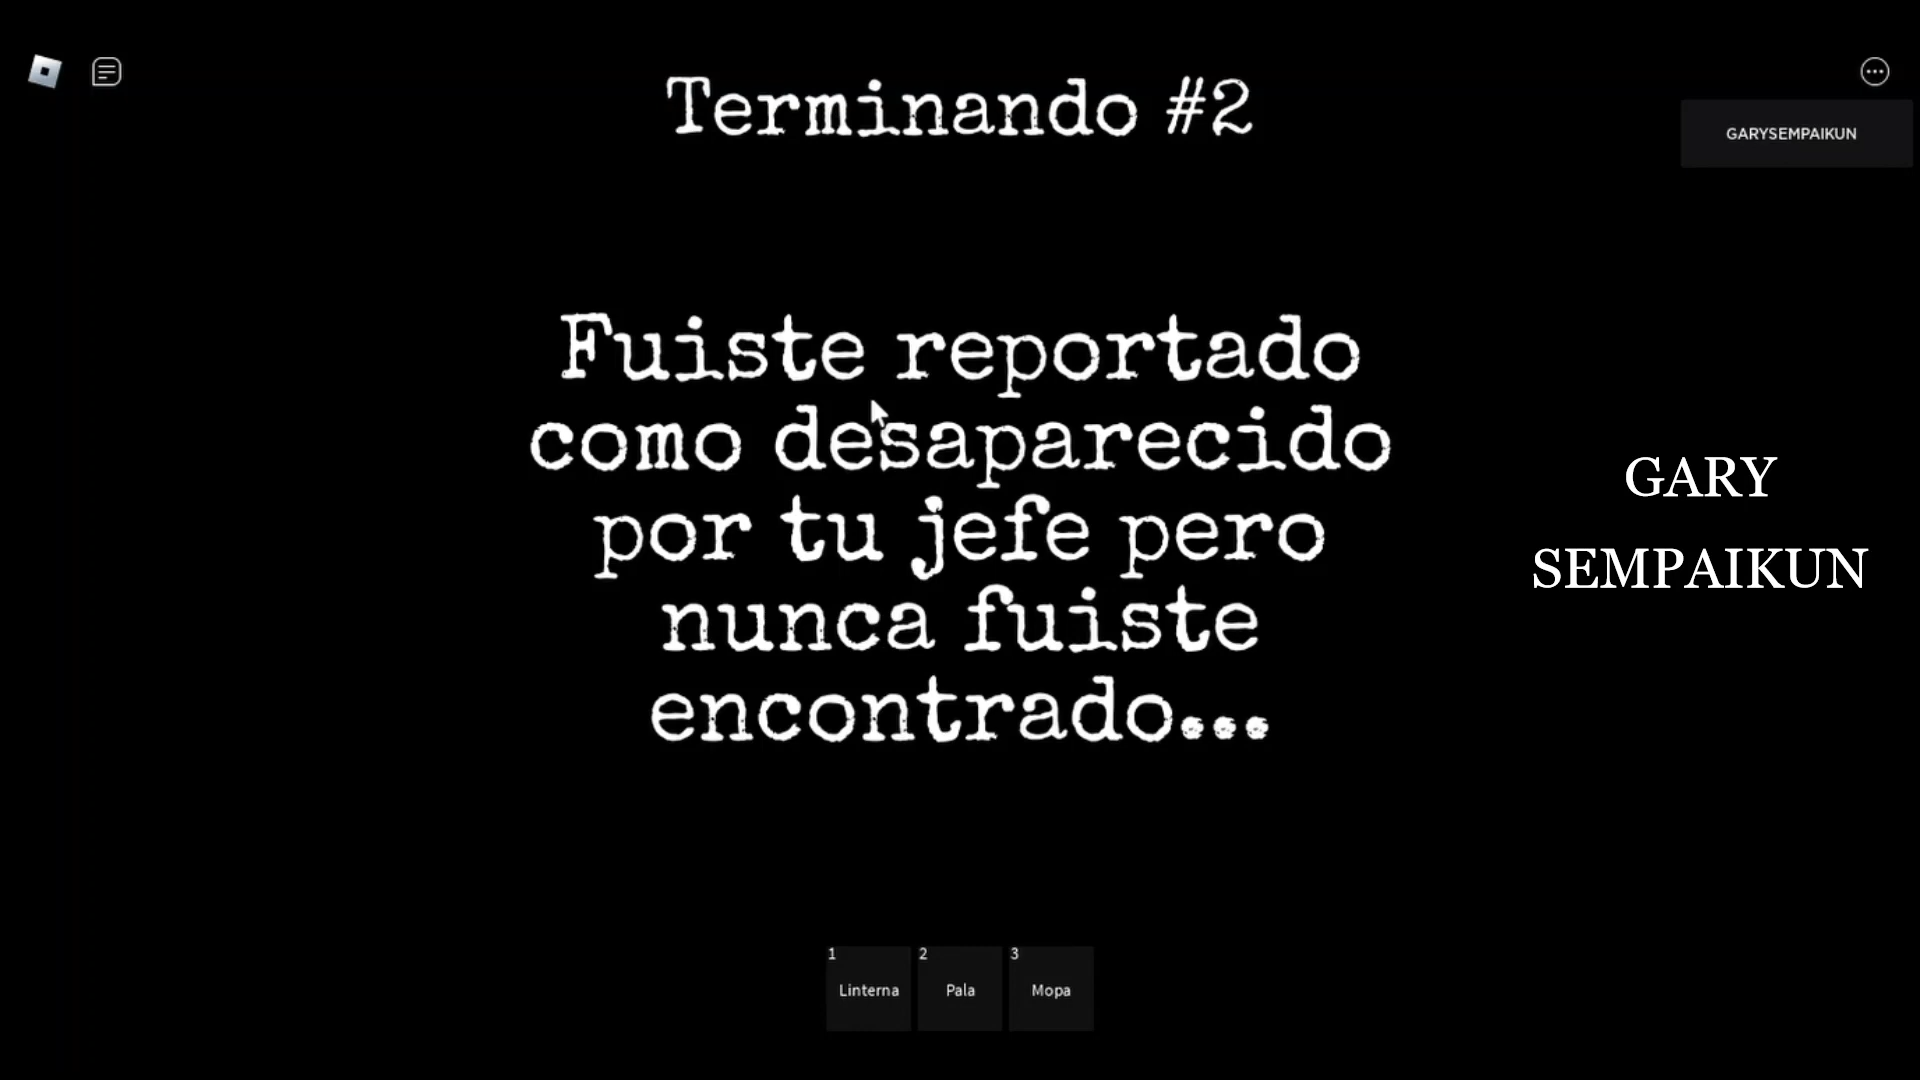 Terminando #2
GARYSEMPAIKUN
Fuiste reportado
como desaparecido
por tu jefe pero
nunca fuiste
encontrado...
GARY
SEMPAIKUN
1
Linterna
2
Pala
3
Mopa